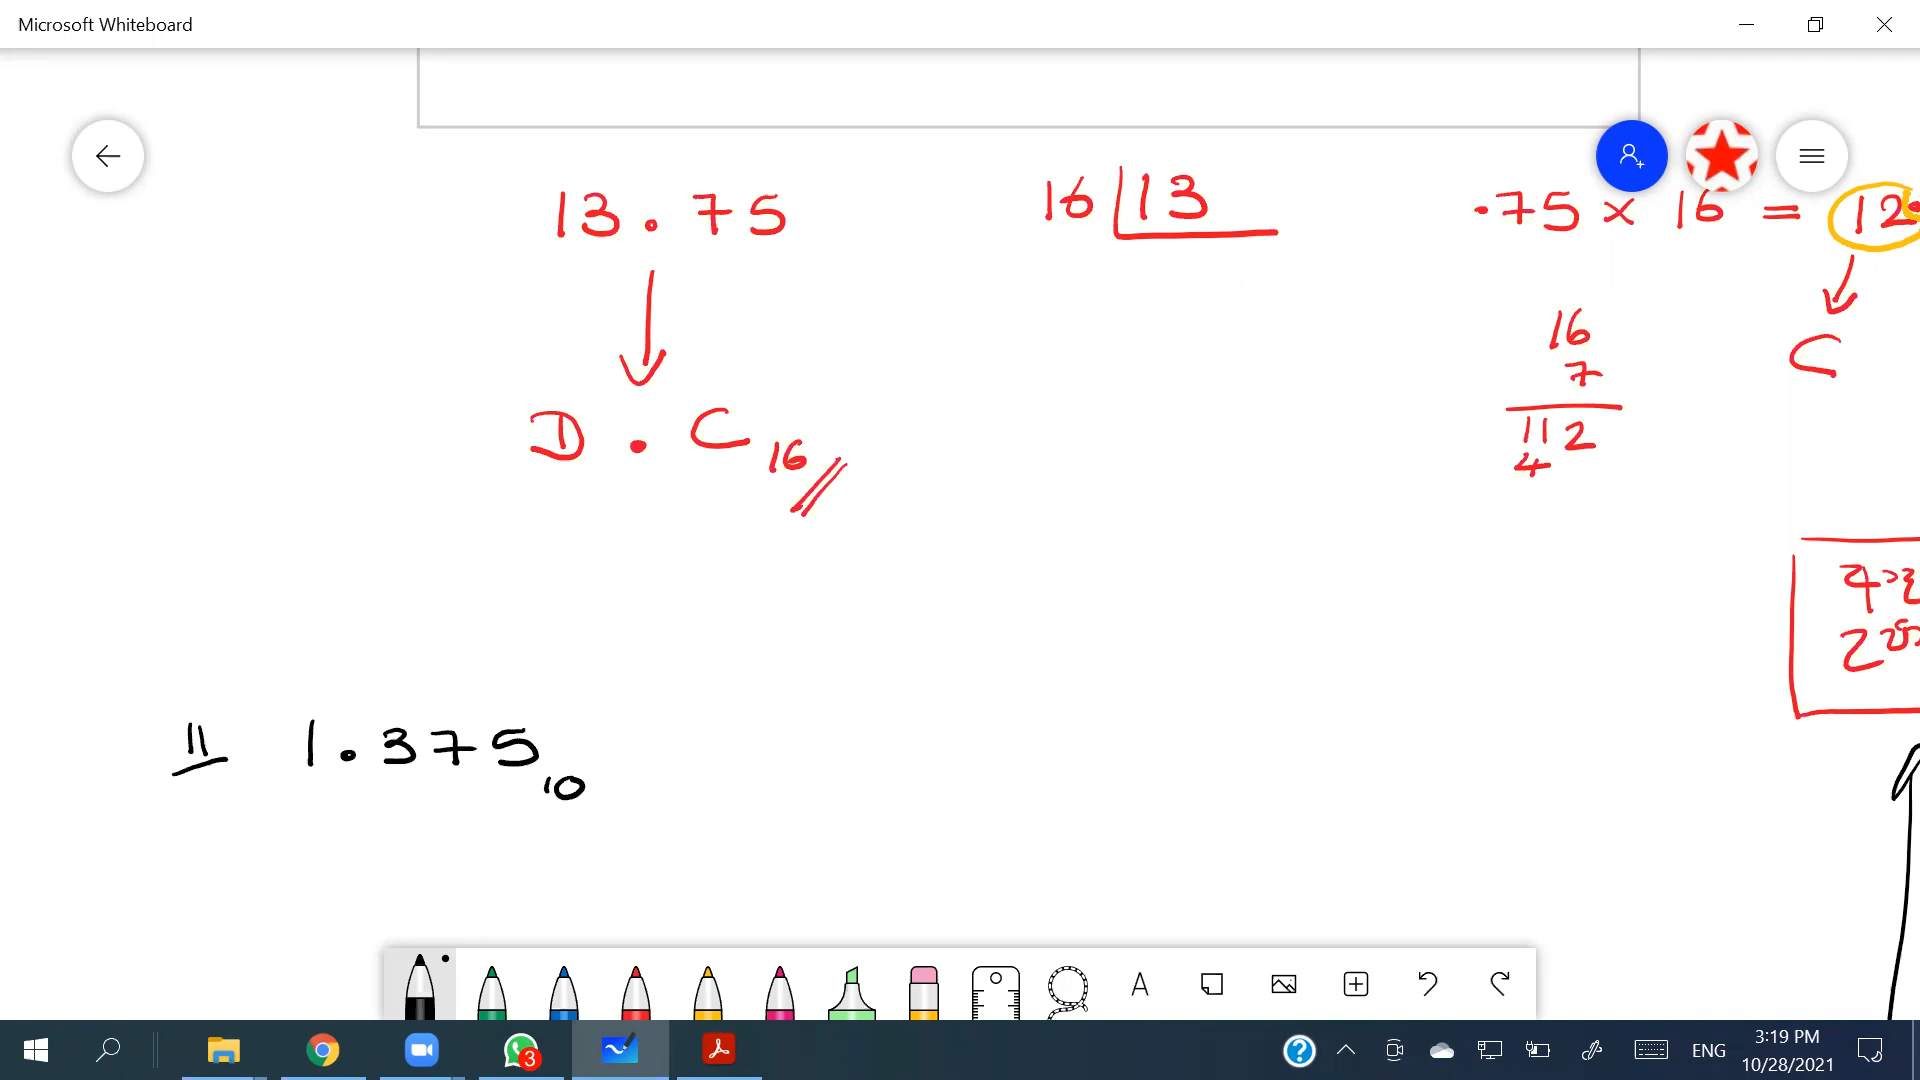 Microsoft Whiteboard
13.75
16 13
.75 × 16 = 12
C
16
7
112
4
D . C 16
11 1.375 10
A
3
ENG
3:19 PM
10/28/2021